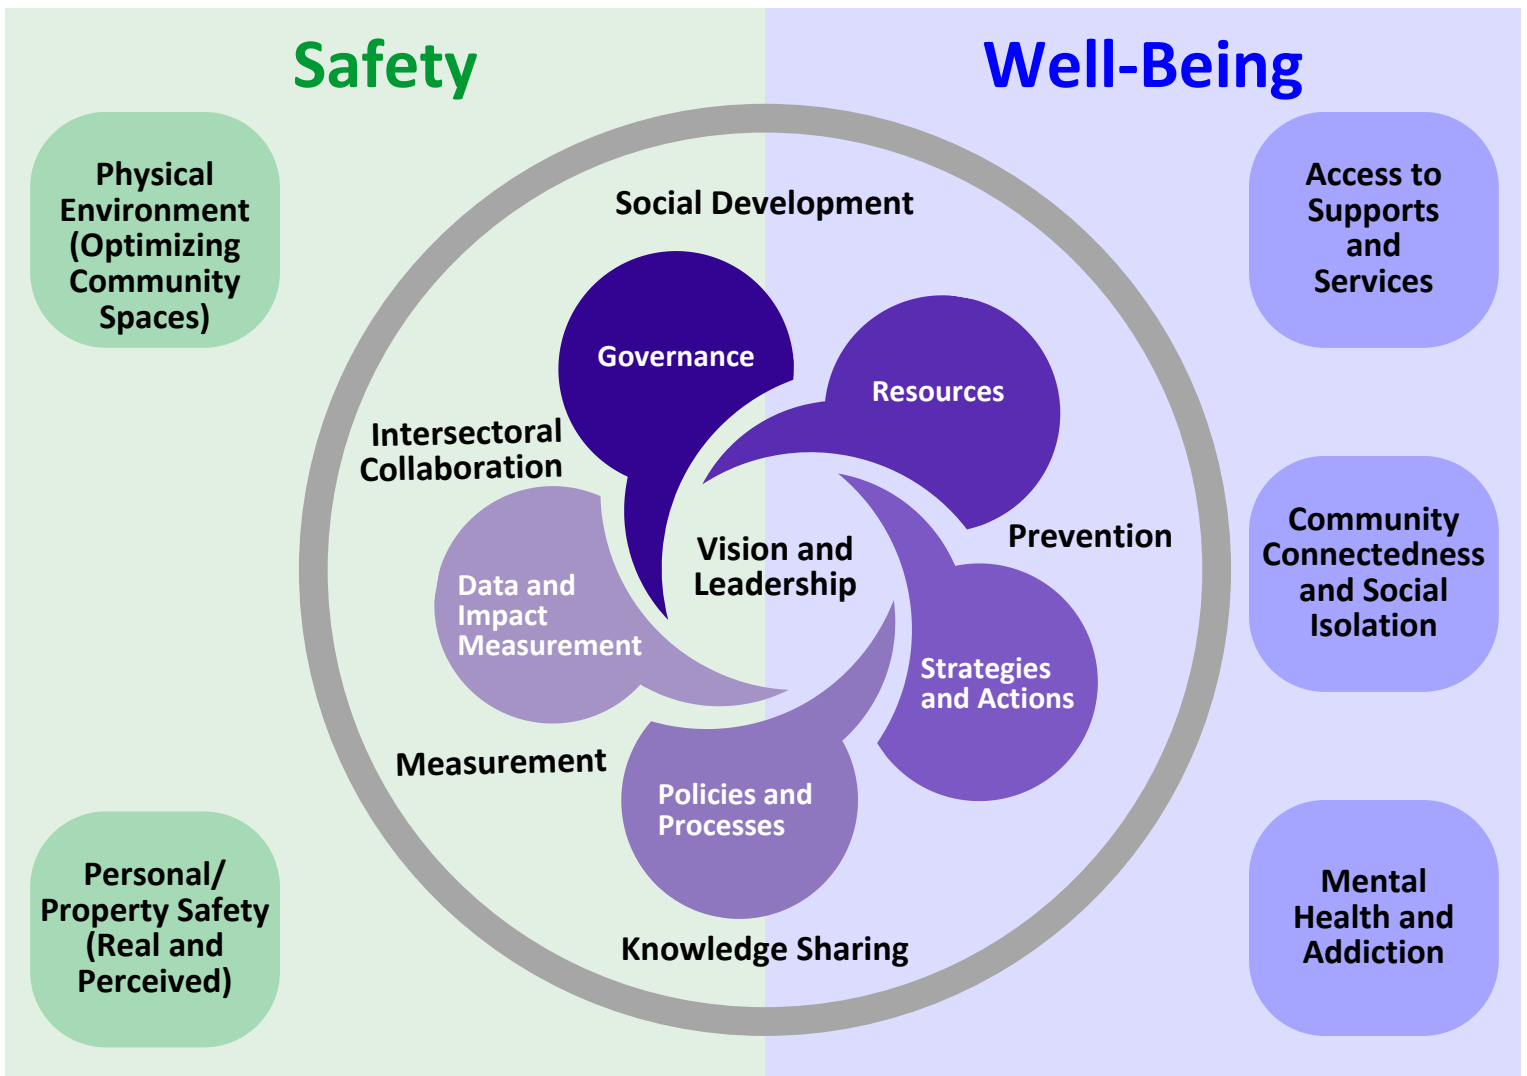 Safety
Well-Being
Physical
Environment
(Optimizing
Community
Spaces)
Personal/
Property Safety
(Real and
Perceived)
Social Development
Governance
Resources
Intersectoral
Collaboration
Vision and
Leadership
Prevention
Data and
Impact
Measurement
Strategies
and Actions
Measurement
Policies and
Processes
Knowledge Sharing
Access to
Supports
and
Services
Community
Connectedness
and Social
Isolation
Mental
Health and
Addiction